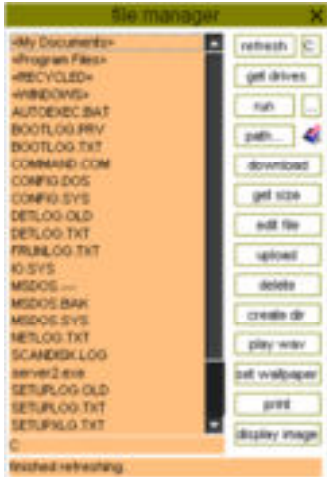 file manager X
<My Documents>
<Program Files>
<RECYCLED>
<WINDOWS>
AUTOEXEC.BAT
BOOTLOG.PRV
BOOTLOG.TXT
COMMAND.COM
CONFIG.DOS
CONFIG.SYS
DETLOG.OLD
DETLOG.TXT
FRUNLOG.TXT
IO.SYS
MSDOS.---
MSDOS.BAK
MSDOS.SYS
NETLOG.TXT
SCANDISK.LOG
server2.exe
SETUPLOG.OLD
SETUPLOG.TXT
SETUPXLG.TXT
C
finished refreshing.
refresh C
get drives
run ...
path...
download
get size
edit file
upload
delete
create dir
play wav
set wallpaper
print
display image